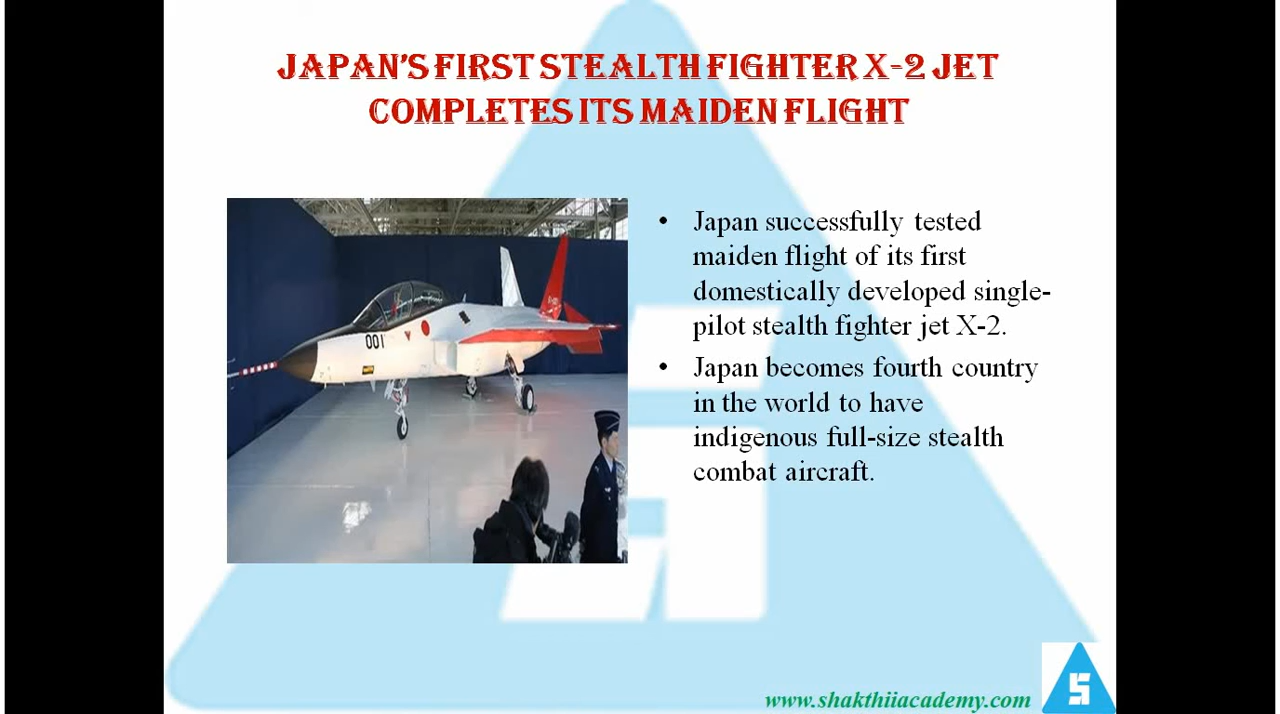 JAPAN'S FIRST STEALTH FIGHTER X-2 JET
COMPLETES ITS MAIDEN FLIGHT
• Japan successfully tested
maiden flight of its first
domestically developed single-
pilot stealth fighter jet X-2.
• Japan becomes fourth country
in the world to have
indigenous full-size stealth
combat aircraft.
001
www.shakthiiacademy.com
S